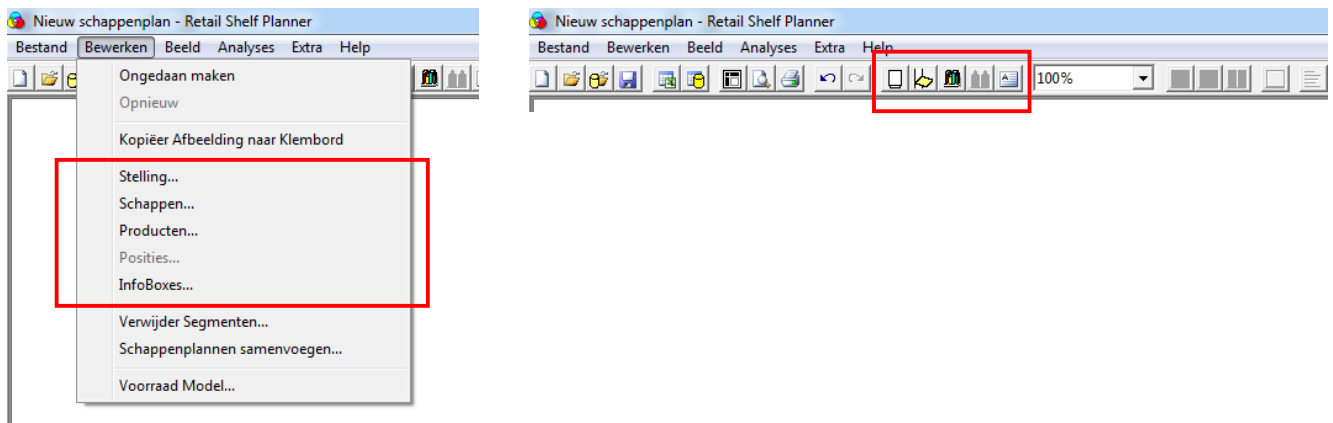 Nieuw schappenplan - Retail Shelf Planner
Bestand Bewerken Beeld Analyses Extra Help
Ongedaan maken
Opnieuw
Kopiëer Afbeelding naar Klembord
Stelling...
Schappen...
Producten...
Posities...
InfoBoxes...
Verwijder Segmenten...
Schappenplannen samenvoegen...
Voorraad Model...
Nieuw schappenplan - Retail Shelf Planner
Bestand Bewerken Beeld Analyses Extra Help
100%